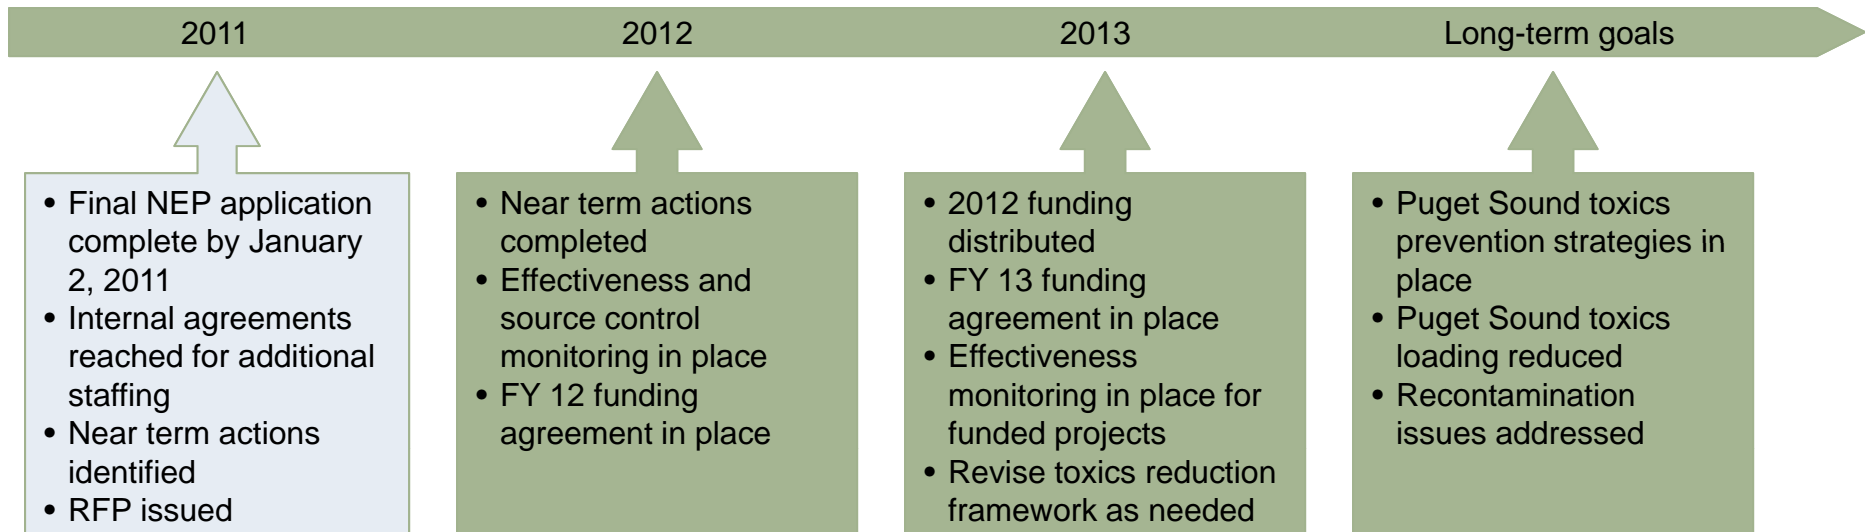 2011
2012
2013
Long-term goals
• Final NEP application
complete by January
2, 2011
• Internal agreements
reached for additional
staffing
• Near term actions
identified
• RFP issued
• Near term actions
completed
• Effectiveness and
source control
monitoring in place
• FY 12 funding
agreement in place
• 2012 funding
distributed
• FY 13 funding
agreement in place
• Effectiveness
monitoring in place for
funded projects
• Revise toxics reduction
framework as needed
• Puget Sound toxics
prevention strategies in
place
• Puget Sound toxics
loading reduced
• Recontamination
issues addressed